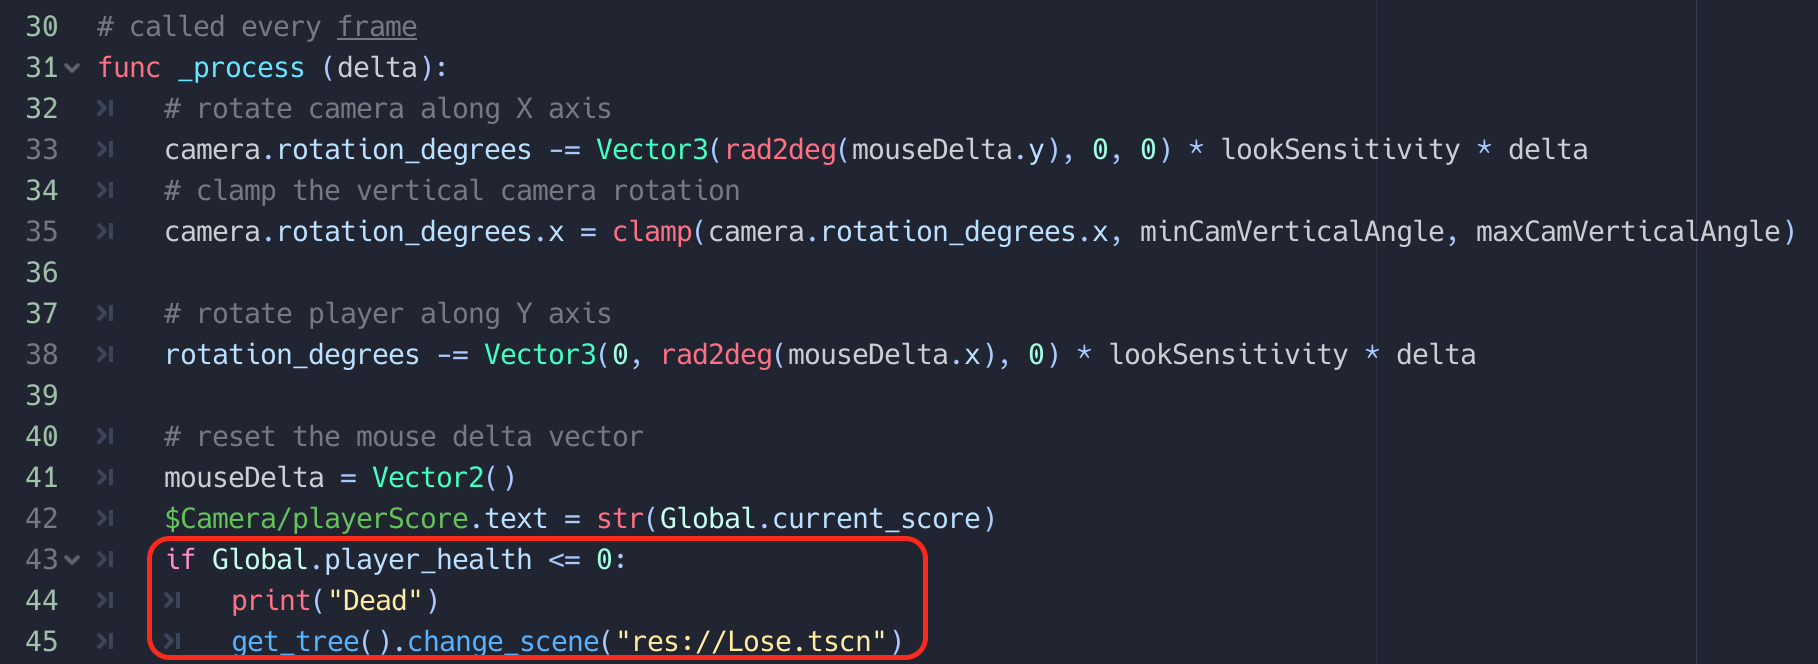 30 # called every frame
31 func _process (delta):
32 # rotate camera along X axis
33 camera.rotation_degrees -= Vector3(rad2deg(mouseDelta.y), 0, 0) * lookSensitivity * delta
34 # clamp the vertical camera rotation
35 camera.rotation_degrees.x = clamp(camera.rotation_degrees.x, minCamVerticalAngle, maxCamVerticalAngle)
36
37 # rotate player along Y axis
38 rotation_degrees -= Vector3(0, rad2deg(mouseDelta.x), 0) * lookSensitivity * delta
39
40 # reset the mouse delta vector
41 mouseDelta = Vector2()
42 $Camera/playerScore.text = str(Global.current_score)
43 if Global.player_health <= 0:
44 print("Dead")
45 get_tree().change_scene("res://Lose.tscn")